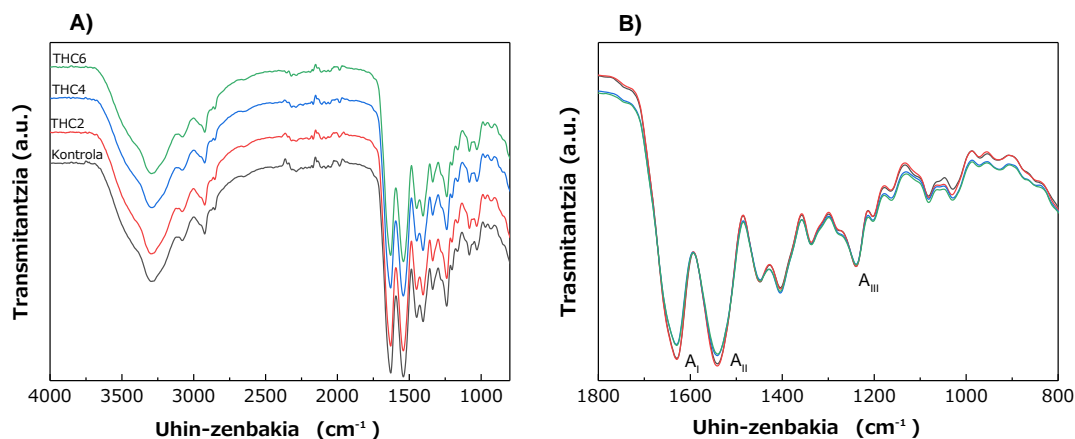 A)
THC6
THC4
THC2
Kontrola
Transmitantzia (a.u.)
4000 3500 3000 2500 2000 1500 1000
Uhin-zenbakia (cm⁻¹)
B)
A_I
A_II
A_III
Trasmitantzia (a.u.)
1800 1600 1400 1200 1000 800
Uhin-zenbakia (cm⁻¹)